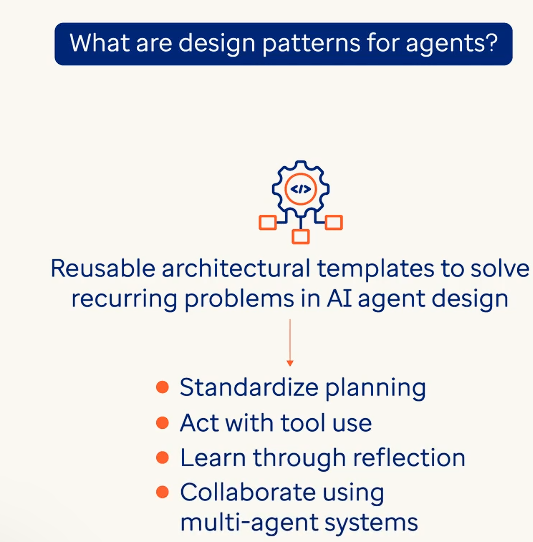 What are design patterns for agents?
</>
Reusable architectural templates to solve
recurring problems in AI agent design
Standardize planning
Act with tool use
Learn through reflection
Collaborate using
multi-agent systems